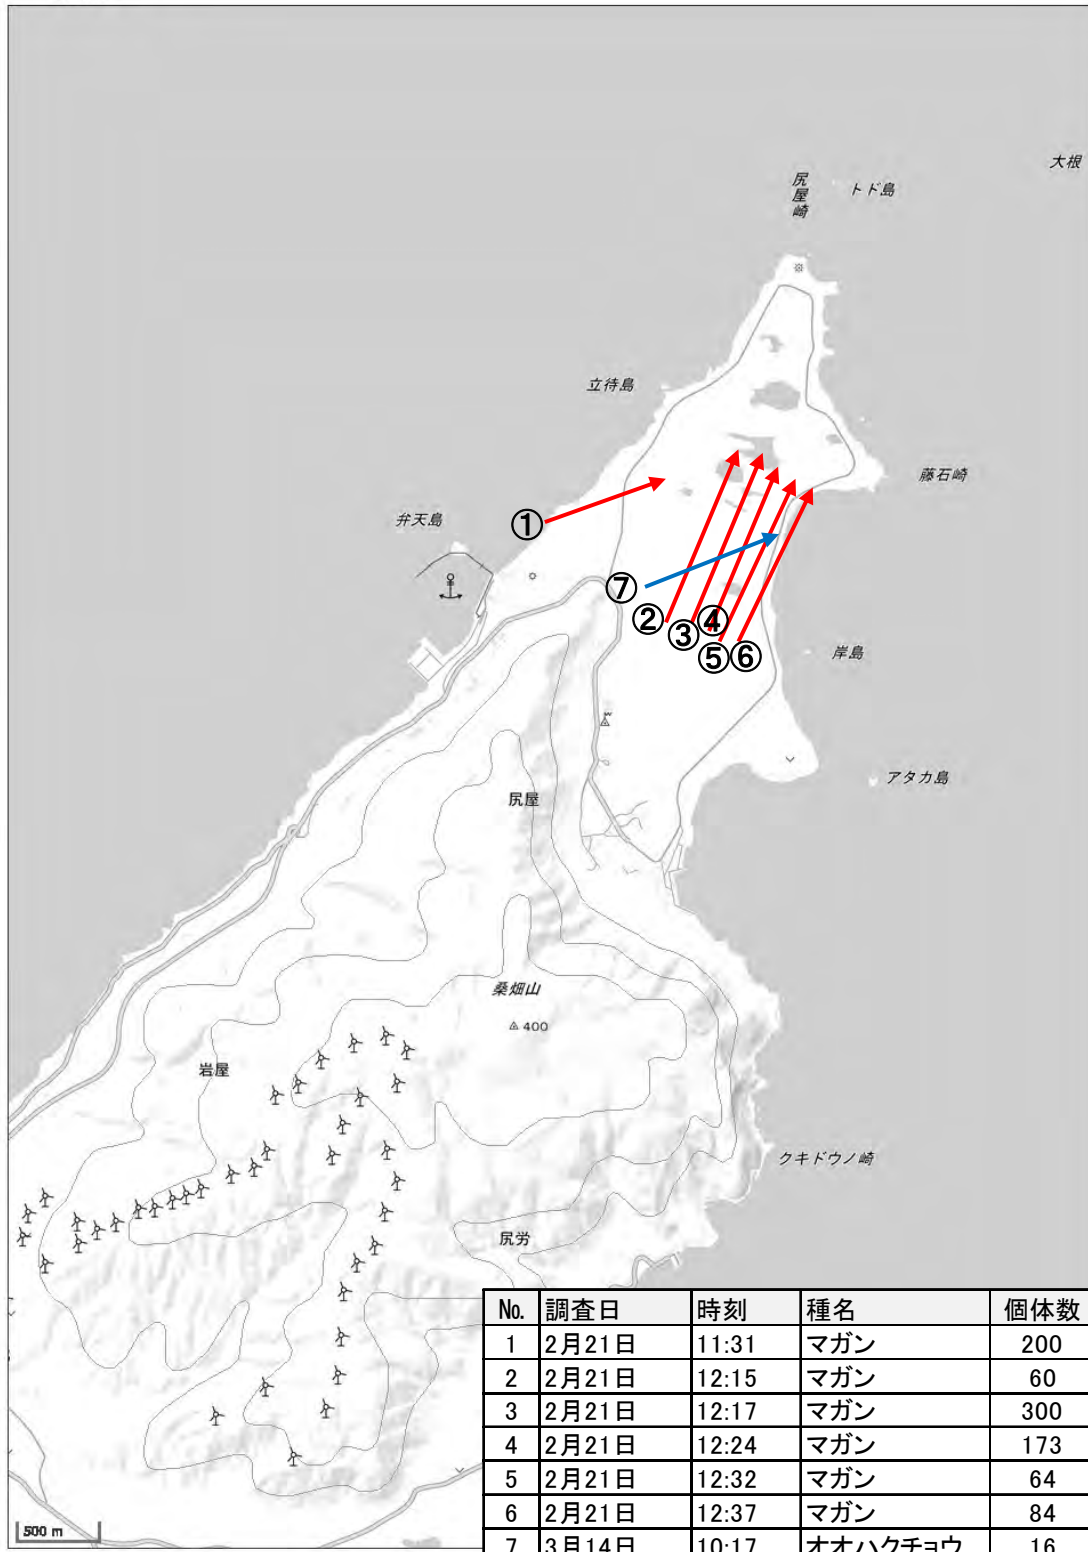 大根
尻屋崎
トド島
立待島
藤石崎
弁天島
①
⑦
②
③
④
⑤
⑥
岸島
アタカ島
尻屋
桑畑山
400
岩屋
クキドウノ崎
尻労
500 m
No. 調査日 時刻 種名 個体数
1 2月21日 11:31 マガン 200
2 2月21日 12:15 マガン 60
3 2月21日 12:17 マガン 300
4 2月21日 12:24 マガン 173
5 2月21日 12:32 マガン 64
6 2月21日 12:37 マガン 84
7 3月14日 10:17 オオハクチョウ 16